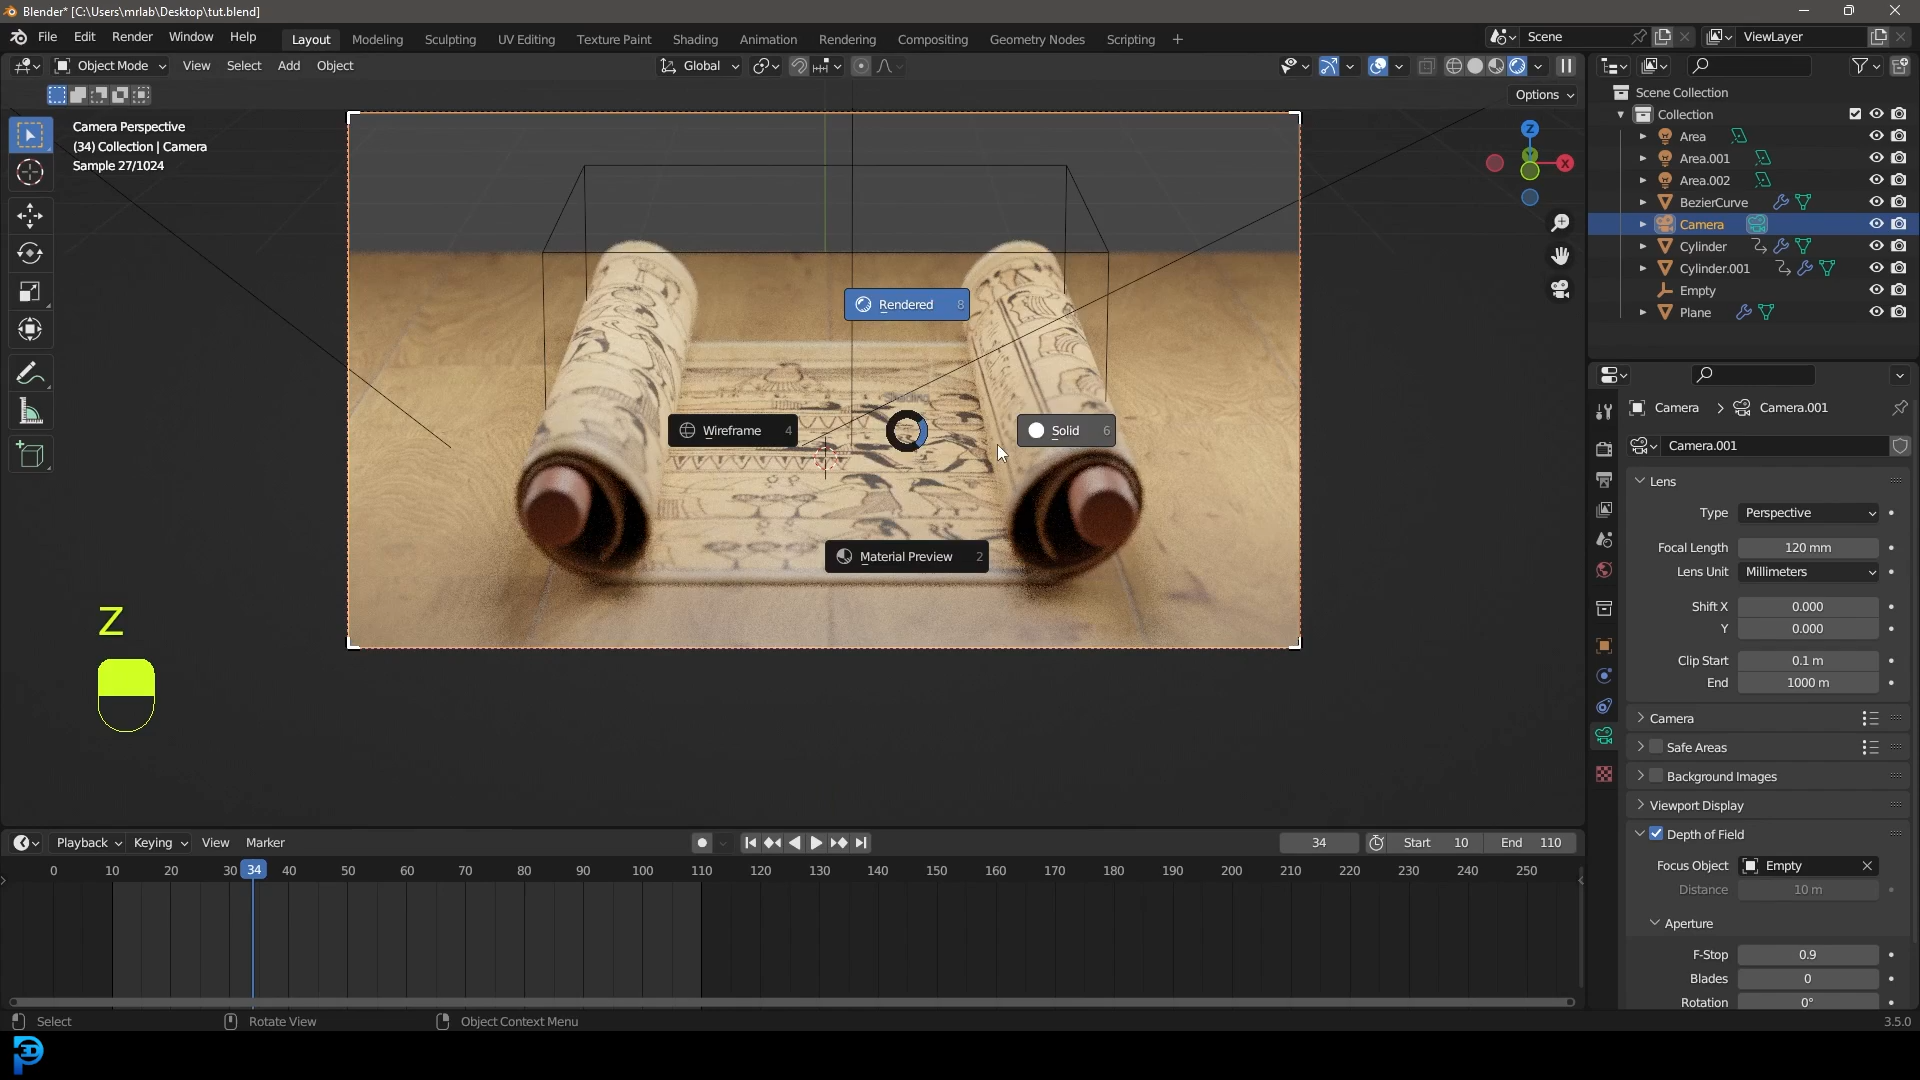 Blender* [C:\Users\mrlab\Desktop\tut.blend]
File Edit Render Window Help Layout Modeling Sculpting UV Editing Texture Paint Shading Animation Rendering Compositing Geometry Nodes Scripting + Scene ViewLayer
Object Mode View Select Add Object Global
Options
Camera Perspective
(34) Collection | Camera
Sample 27/1024
Z
X
Rendered 8
Wireframe 4
Solid 6
Material Preview 2
Z
Scene Collection
Collection
Area
Area.001
Area.002
BezierCurve
Camera
Cylinder
Cylinder.001
Empty
Plane
Camera > Camera.001
Camera.001
Lens
Type Perspective
Focal Length 120 mm
Lens Unit Millimeters
Shift X 0.000
Y 0.000
Clip Start 0.1 m
End 1000 m
Camera
Safe Areas
Background Images
Viewport Display
Depth of Field
Focus Object Empty
Distance 10 m
Aperture
F-Stop 0.9
Blades 0
Rotation 0°
Playback Keying View Marker 34 Start 10 End 110
0 10 20 30 34 40 50 60 70 80 90 100 110 120 130 140 150 160 170 180 190 200 210 220 230 240 250
Select Rotate View Object Context Menu 3.5.0